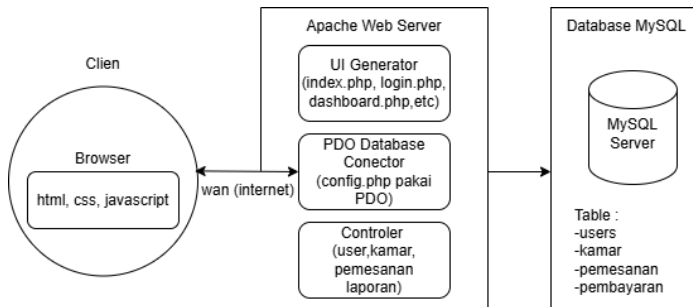 Clien
Browser
html, css, javascript
wan (internet)
Apache Web Server
UI Generator
(index.php, login.php,
dashboard.php,etc)
PDO Database
Conector
(config.php pakai
PDO)
Controler
(user,kamar,
pemesanan
laporan)
Database MySQL
MySQL
Server
Table :
-users
-kamar
-pemesanan
-pembayaran